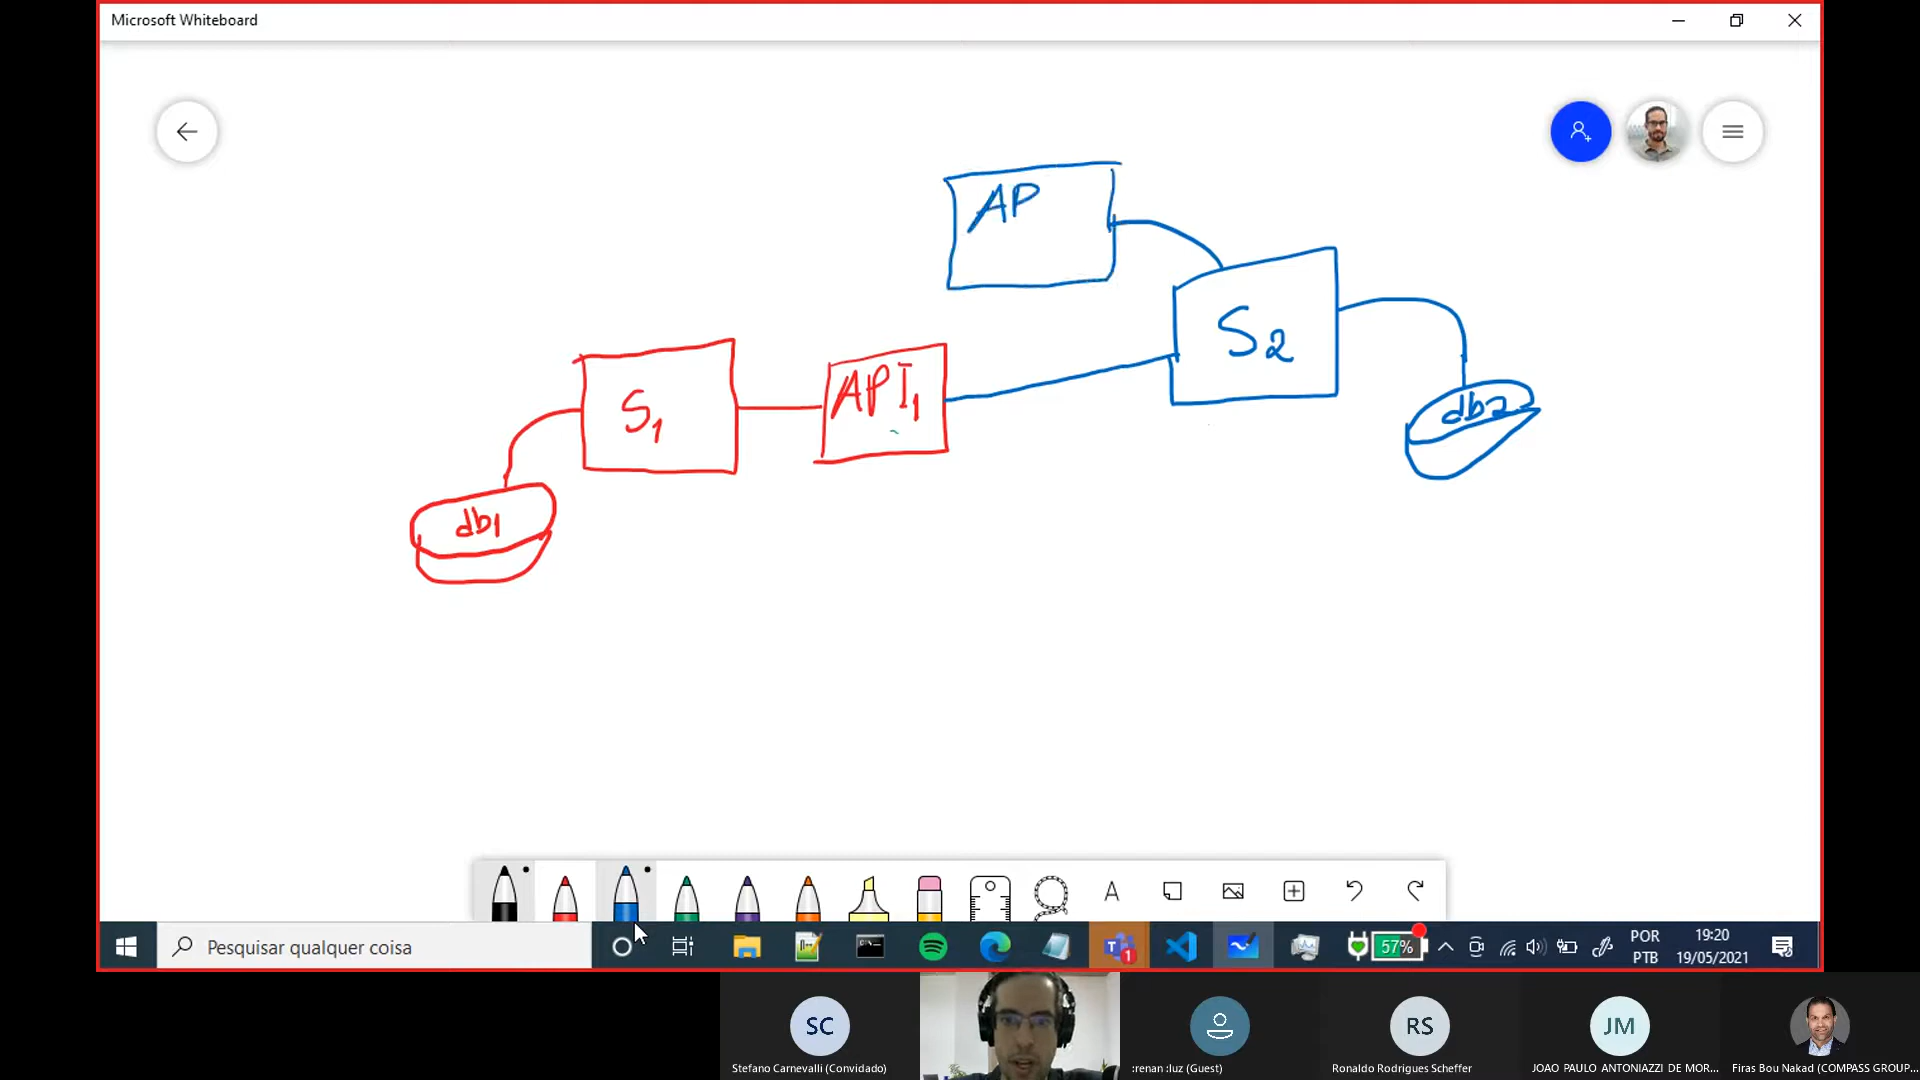 Microsoft Whiteboard
AP
S2
S1
API1
db2
db1
A
Pesquisar qualquer coisa
1
57%
POR
PTB
19:20
19/05/2021
SC
RS
JM
Stefano Carnevalli (Convidado)
:renan :luz (Guest)
Ronaldo Rodrigues Scheffer
JOAO PAULO ANTONIAZZI DE MOR...
Firas Bou Nakad (COMPASS GROUP...